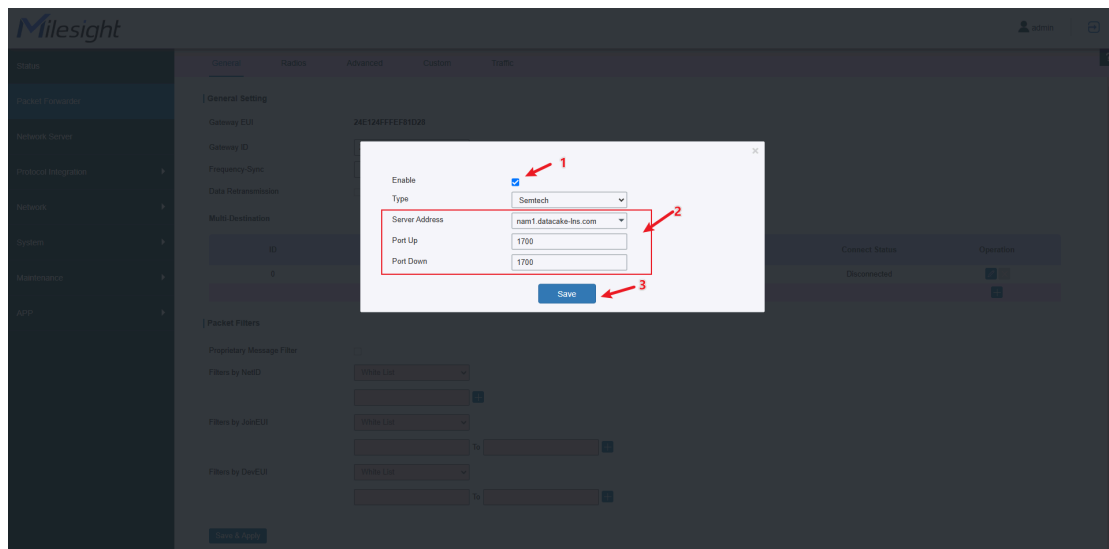 Milesight
admin
Status
General Radios Advanced Custom Traffic
Packet Forwarder
General Setting
Gateway EUI 24E124FFFEF81D28
Network Server
Gateway ID
1
Protocol Integration
Frequency-Sync
Enable
Data Retransmission
Type Semtech
Network
Multi-Destination
Server Address nam1.datacake-lns.com
2
System
Port Up 1700
ID Connect Status Operation
Port Down 1700
Maintenance
0 Disconnected
Save
3
APP
Packet Filters
Proprietary Message Filter
Filters by NetID White List
Filters by JoinEUI White List
To
Filters by DevEUI White List
To
Save & Apply